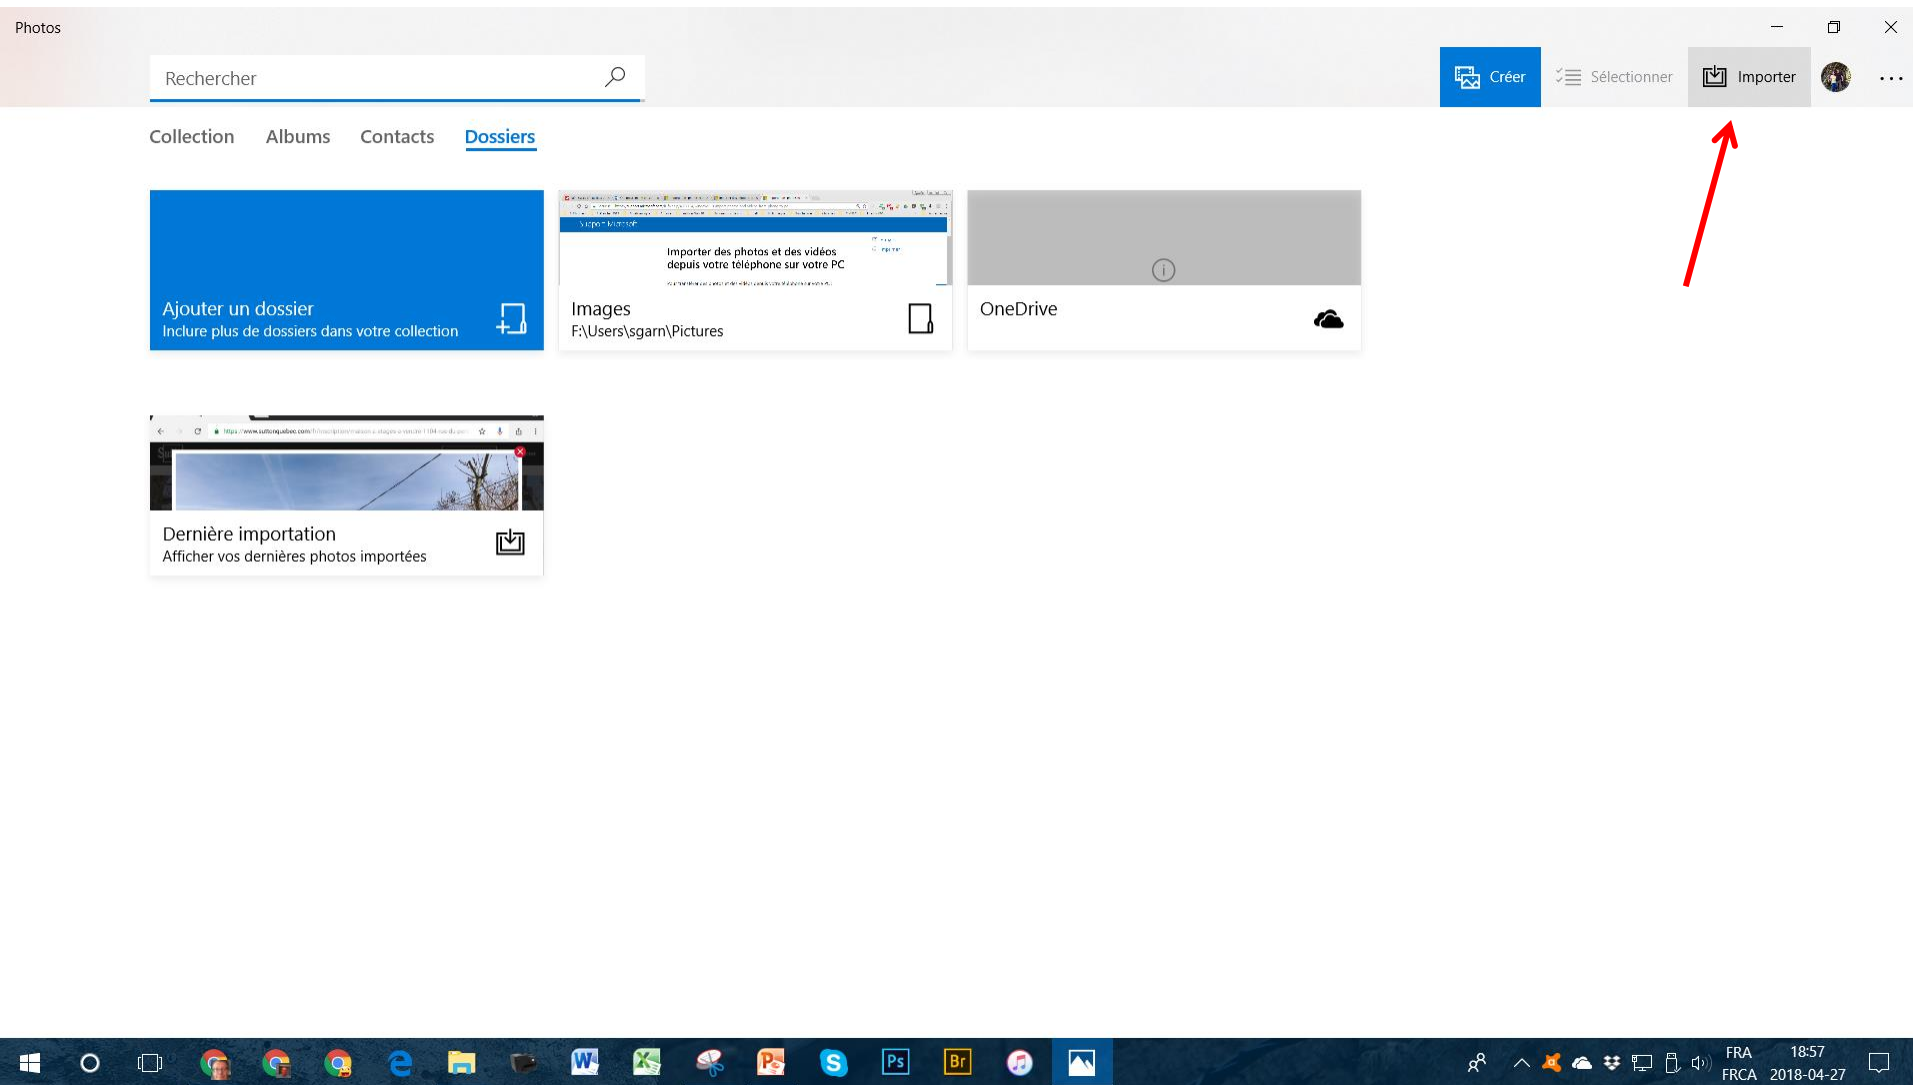 Photos
Rechercher
Créer
Sélectionner
Importer
Collection
Albums
Contacts
Dossiers
Ajouter un dossier
Inclure plus de dossiers dans votre collection
Support Microsoft
Importer des photos et des vidéos
depuis votre téléphone sur votre PC
Images
F:\Users\sgarn\Pictures
OneDrive
Dernière importation
Afficher vos dernières photos importées
FRA
FRCA
18:57
2018-04-27